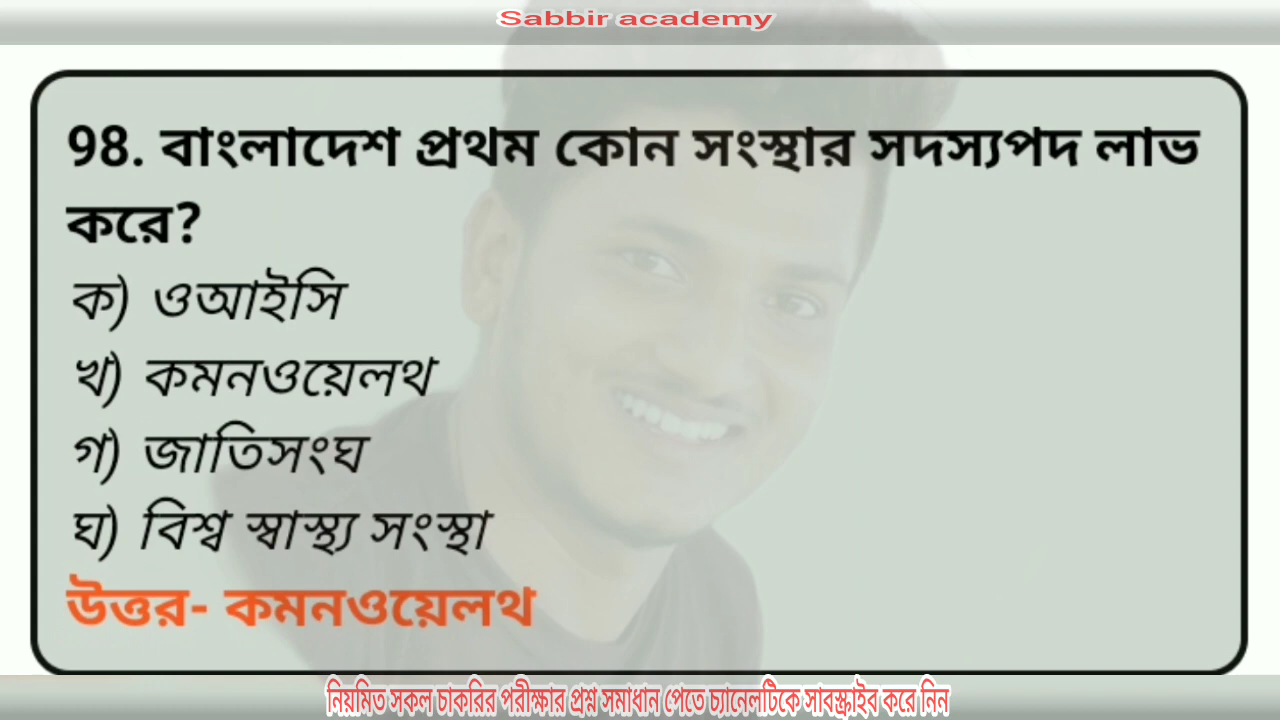 Sabbir academy
98. বাংলাদেশ প্রথম কোন সংস্থার সদস্যপদ লাভ
করে?
ক) ওআইসি
খ) কমনওয়েলথ
গ) জাতিসংঘ
ঘ) বিশ্ব স্বাস্থ্য সংস্থা
উত্তর- কমনওয়েলথ
নিয়মিত সকল চাকরির পরীক্ষার প্রশ্ন সমাধান পেতে চ্যানেলটিকে সাবস্ক্রাইব করে নিন